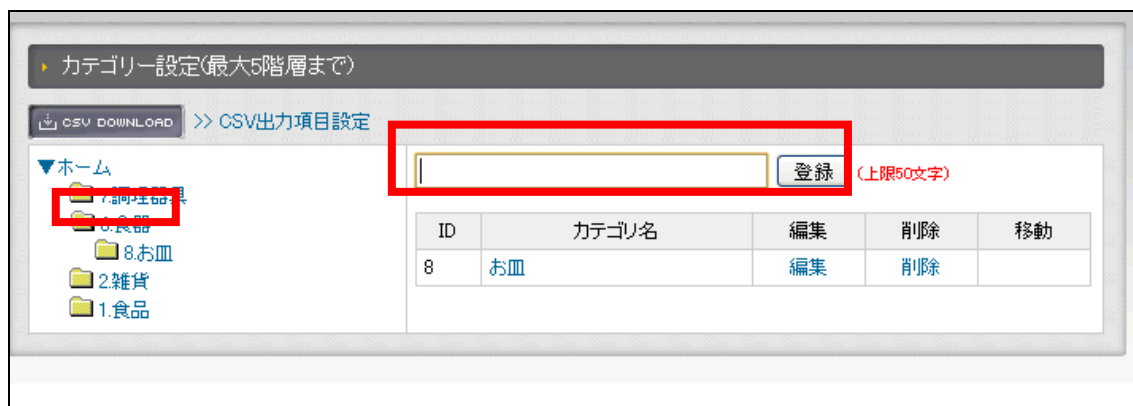 カテゴリー設定(最大5階層まで)
CSV DOWNLOAD >> CSV出力項目設定
▼ホーム
7.調理器具
6.食器
8.お皿
2.雑貨
1.食品
登録 (上限50文字)
ID カテゴリ名 編集 削除 移動
8 お皿 編集 削除